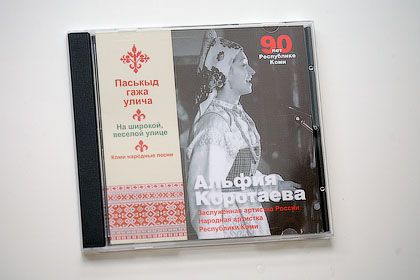 Паськыд
гажа
улича
На широкой,
веселой улице
Коми народные песни
90
лет
Республике
Коми
Альфия
Коротаева
Заслуженная артистка России
Народная артистка
Республики Коми